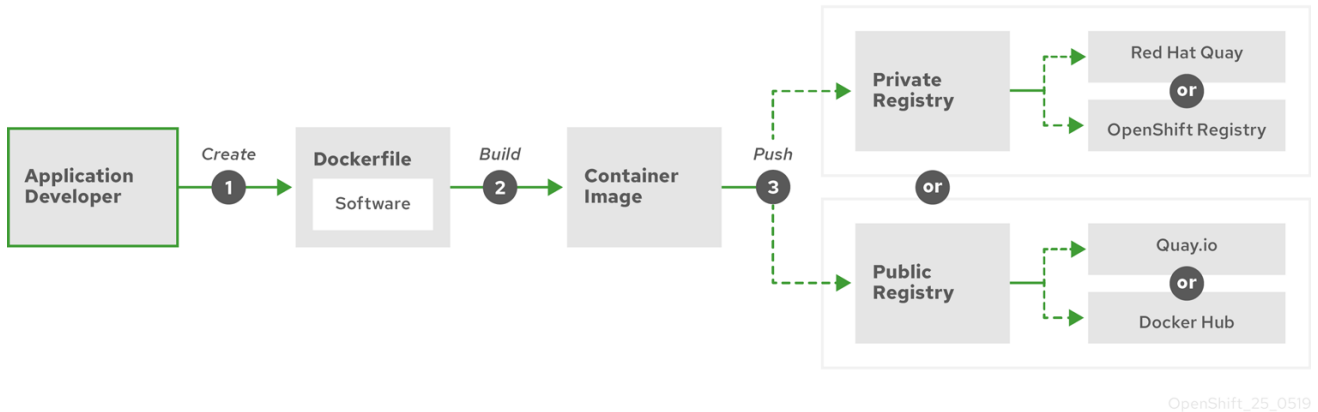 Application
Developer
Create
1
Dockerfile
Software
Build
2
Container
Image
Push
3
Private
Registry
Red Hat Quay
or
OpenShift Registry
or
Public
Registry
Quay.io
or
Docker Hub
OpenShift_25_0519